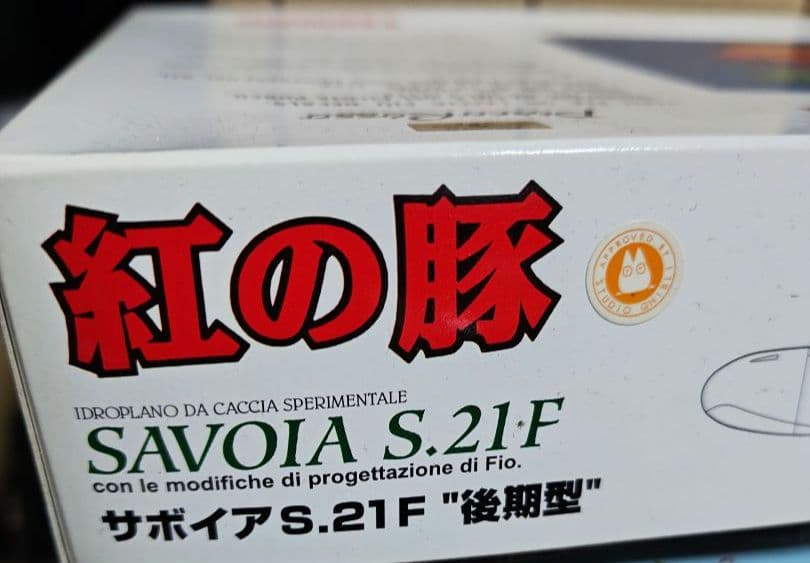 紅の豚
APPROVED BY
STUDIO GHIBLI
IDROPLANO DA CACCIA SPERIMENTALE
SAVOIA S.21F
con le modifiche di progettazione di Fio.
サボイアS.21F "後期型"